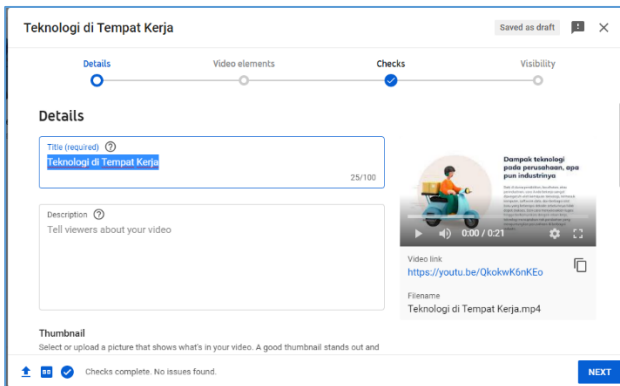 Teknologi di Tempat Kerja
Saved as draft
Details
Video elements
Checks
Visibility
Details
Title (required)
Teknologi di Tempat Kerja
25/100
Description
Tell viewers about your video
Dampak teknologi
pada perusahaan, apa
pun industrinya
0:00 / 0:21
Video link
https://youtu.be/QkokwK6nKEo
Filename
Teknologi di Tempat Kerja.mp4
Thumbnail
Select or upload a picture that shows what's in your video. A good thumbnail stands out and
Checks complete. No issues found.
NEXT